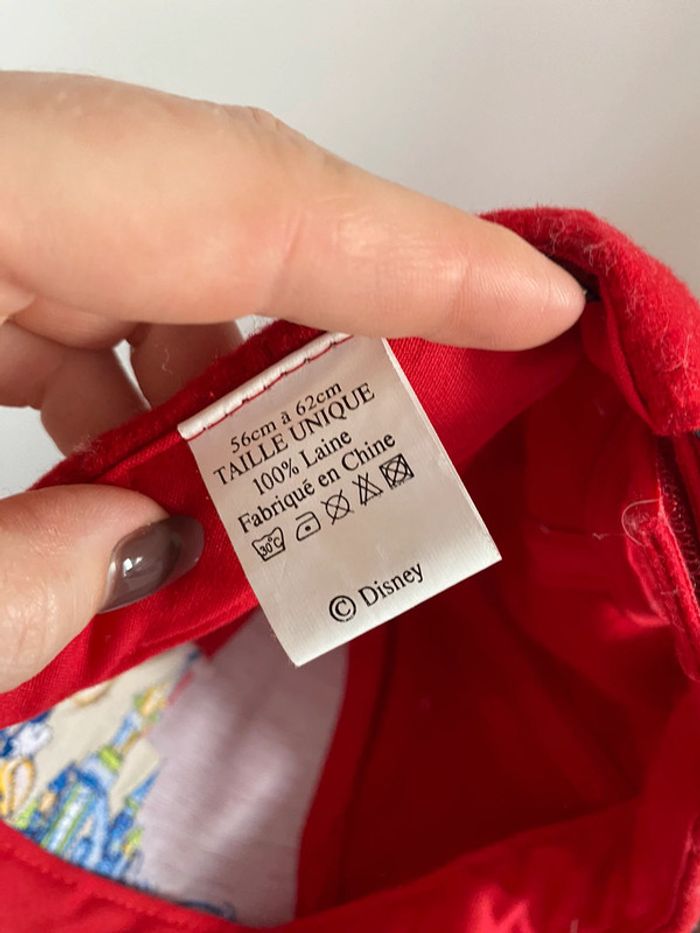 56cm à 62cm
TAILLE UNIQUE
100% Laine
Fabriqué en Chine
30°C
© Disney